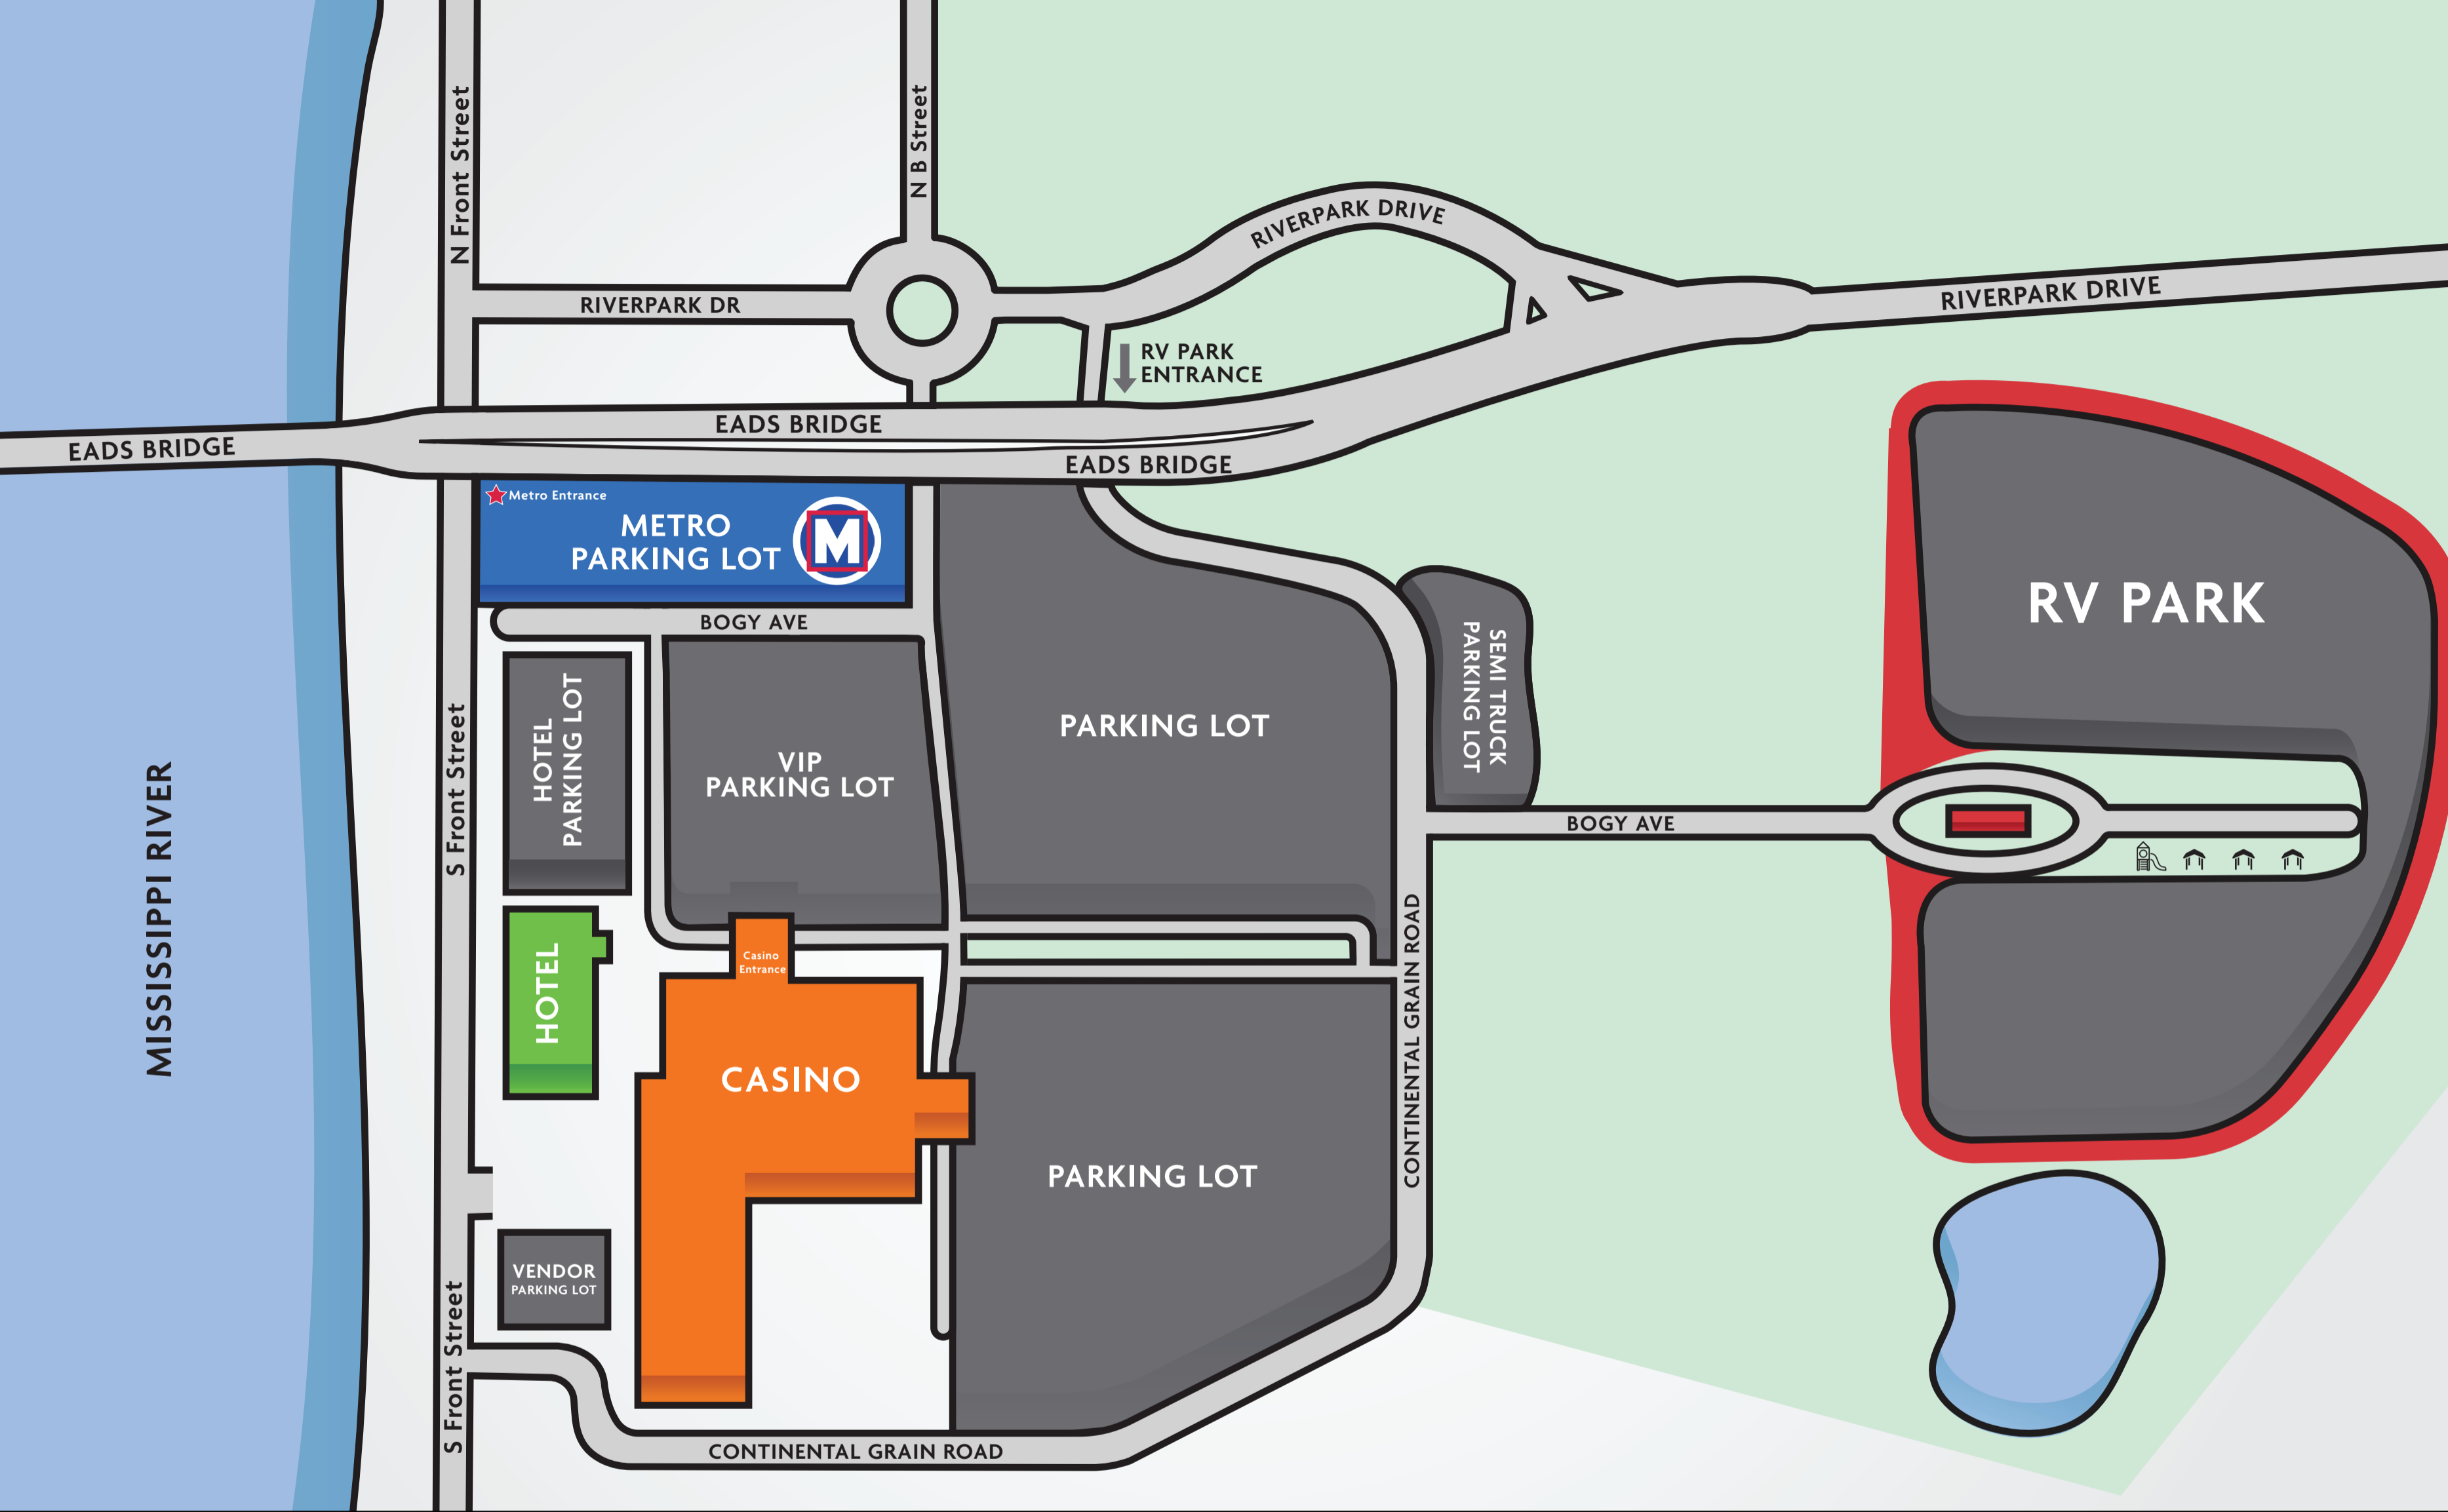 N Front Street
N B Street
RIVERPARK DRIVE
RIVERPARK DR
RIVERPARK DRIVE
RV PARK
ENTRANCE
EADS BRIDGE
EADS BRIDGE
EADS BRIDGE
Metro Entrance
METRO
PARKING LOT
M
BOGY AVE
RV PARK
HOTEL
PARKING LOT
VIP
PARKING LOT
PARKING LOT
SEMI TRUCK
PARKING LOT
S Front Street
BOGY AVE
MISSISSIPPI RIVER
HOTEL
Casino
Entrance
CASINO
CONTINENTAL GRAIN ROAD
PARKING LOT
VENDOR
PARKING LOT
S Front Street
CONTINENTAL GRAIN ROAD